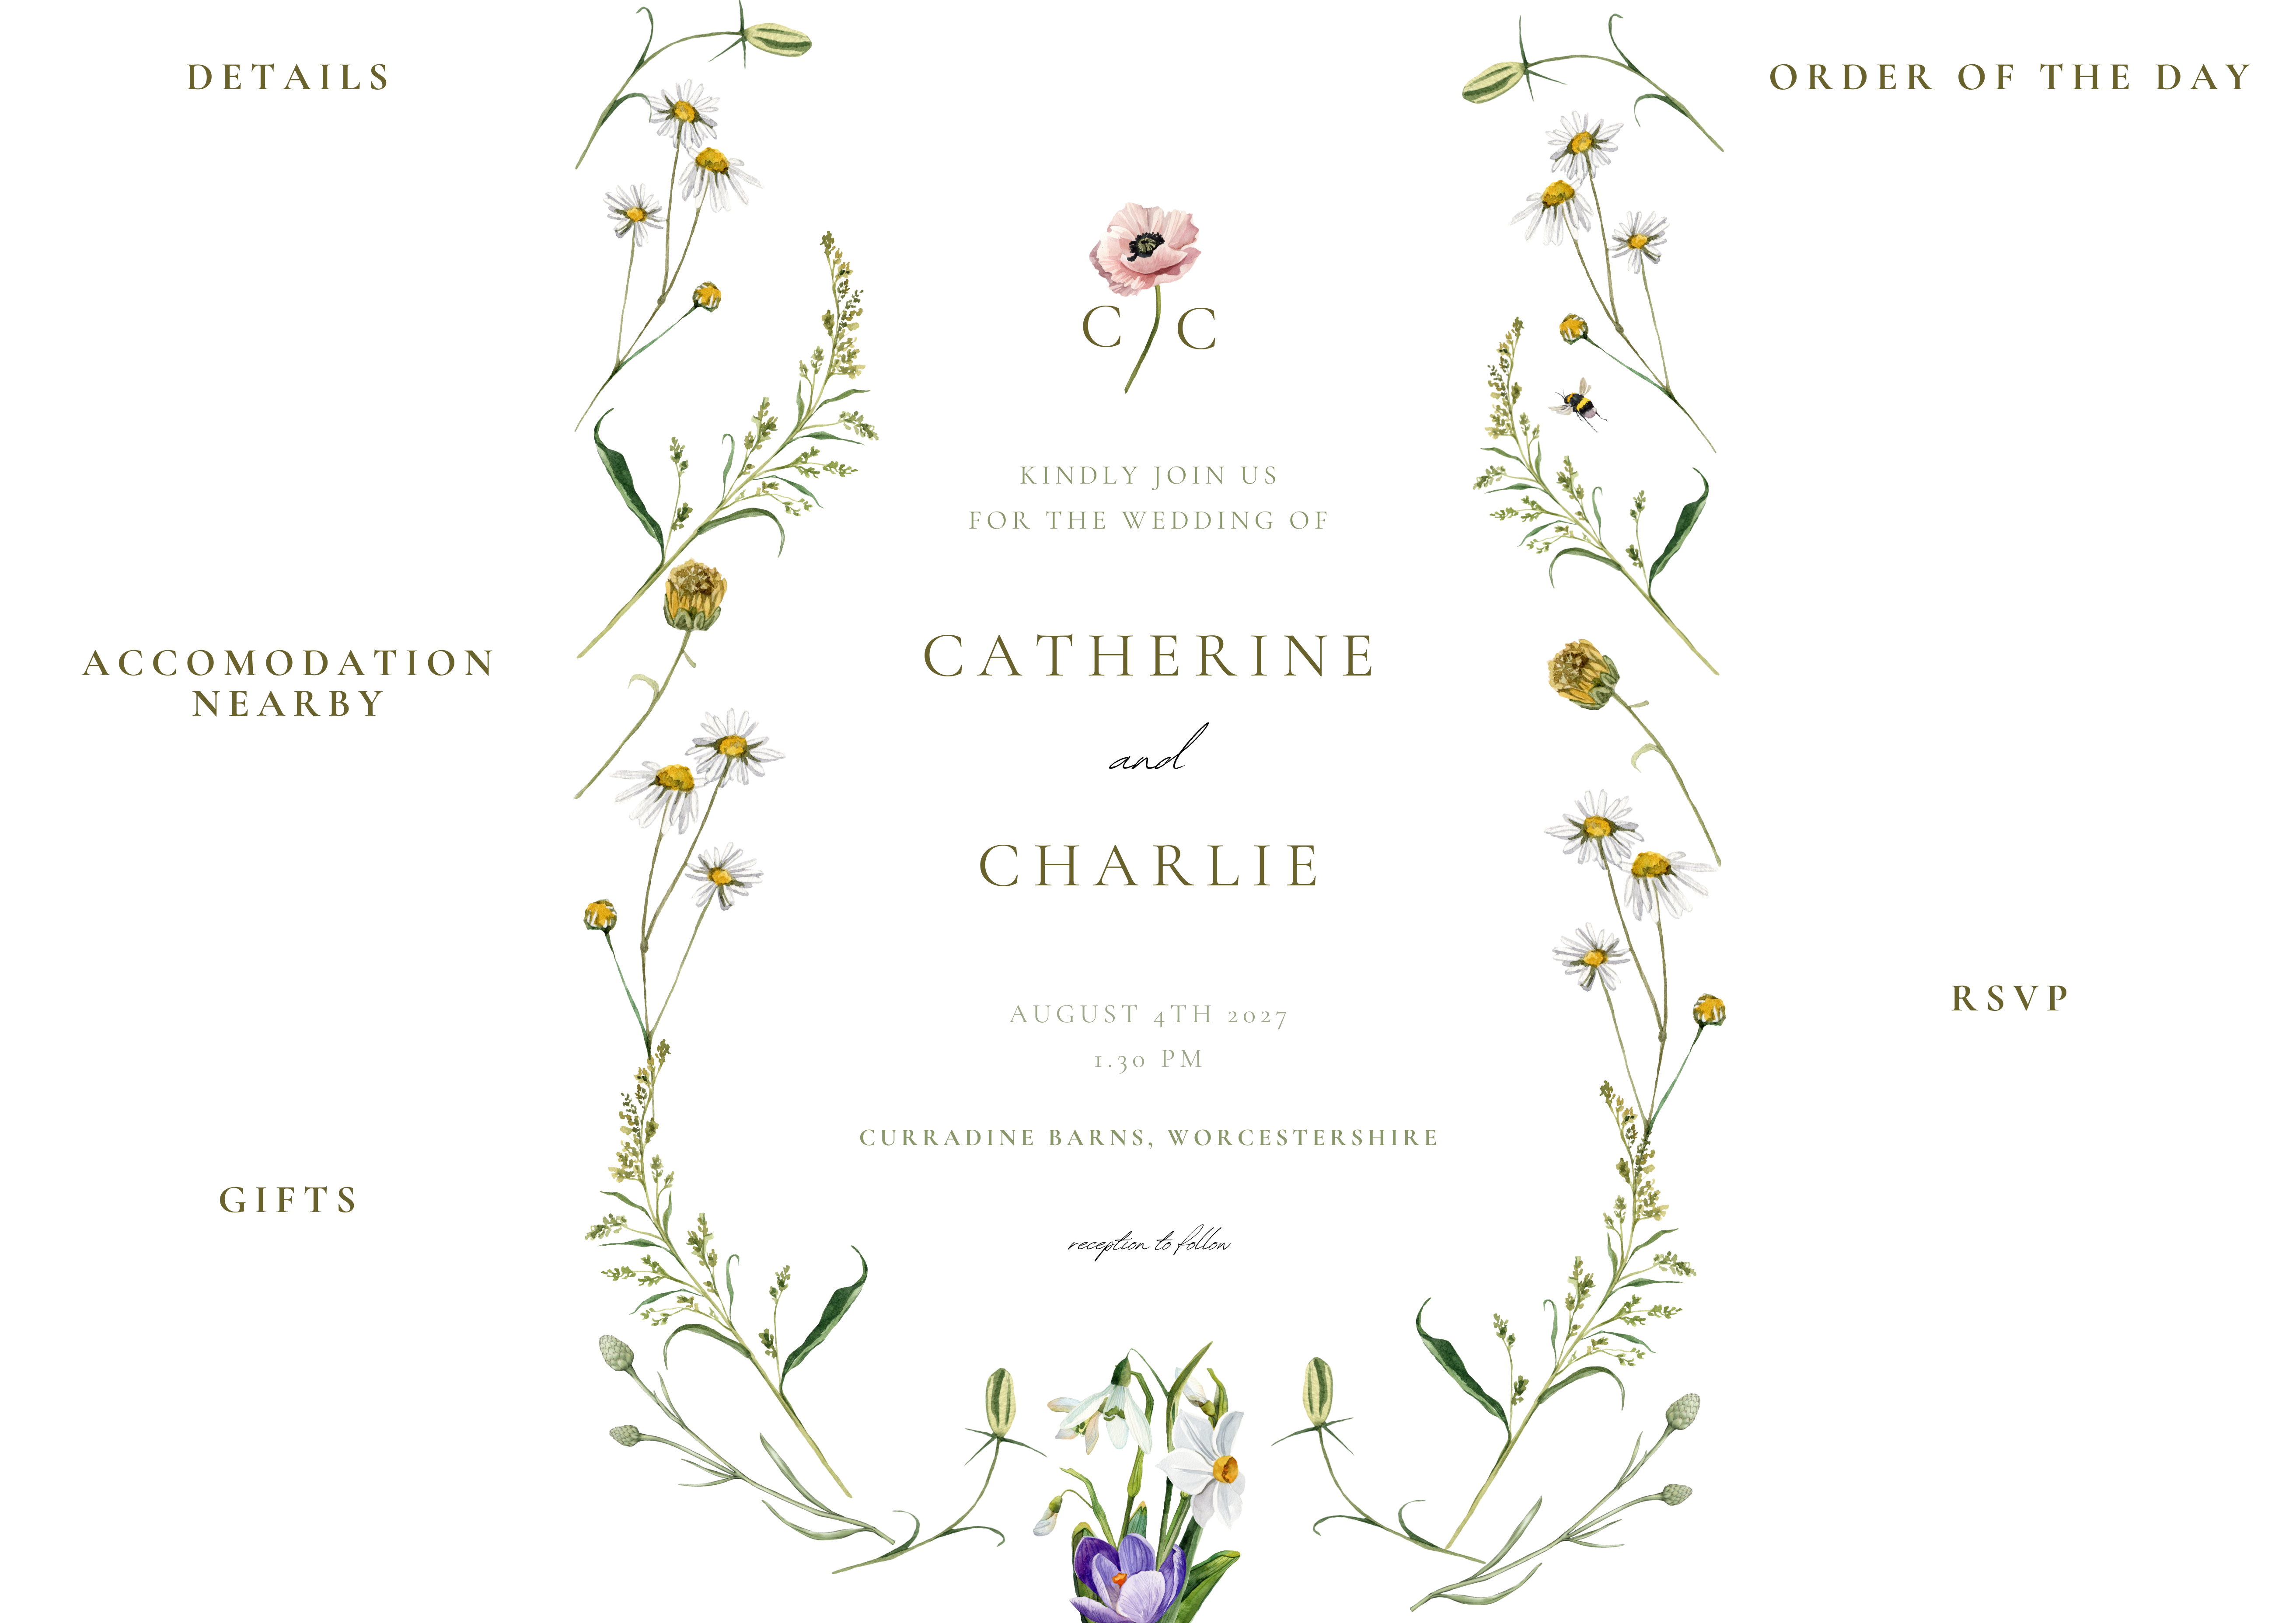 DETAILS
ACCOMODATION
NEARBY
GIFTS
C C
KINDLY JOIN US
FOR THE WEDDING OF
CATHERINE
and
CHARLIE
AUGUST 4TH 2027
1.30 PM
CURRADINE BARNS, WORCESTERSHIRE
reception to follow
ORDER OF THE DAY
RSVP